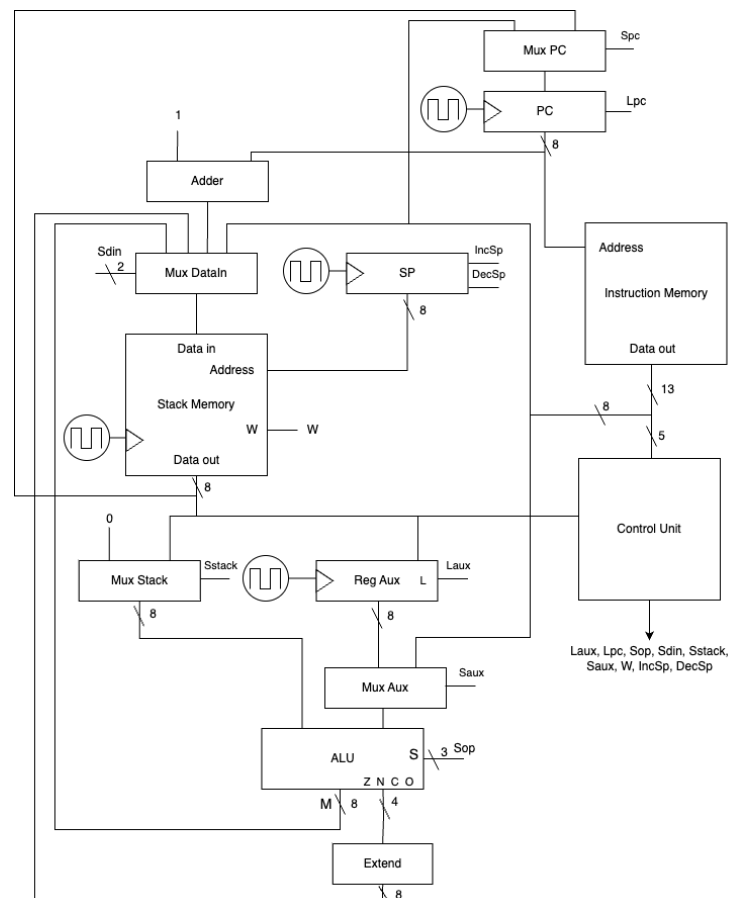 Spc
Mux PC
Lpc
PC
8
1
Adder
Sdin
2
Mux DataIn
IncSp
SP
DecSp
8
Address
Instruction Memory
Data out
Data in
Address
Stack Memory
W
W
Data out
8
13
8
5
0
Control Unit
Mux Stack
Sstack
Reg Aux
L
Laux
8
8
Laux, Lpc, Sop, Sdin, Sstack,
Saux, W, IncSp, DecSp
Mux Aux
Saux
ALU
S
3
Sop
Z N C O
M
8
4
Extend
8